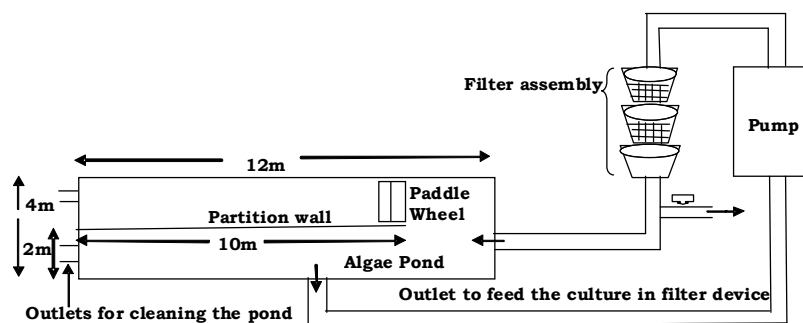 Filter assembly
Pump
12m
4m
Paddle
Wheel
Partition wall
2m
10m
Algae Pond
Outlet to feed the culture in filter device
Outlets for cleaning the pond